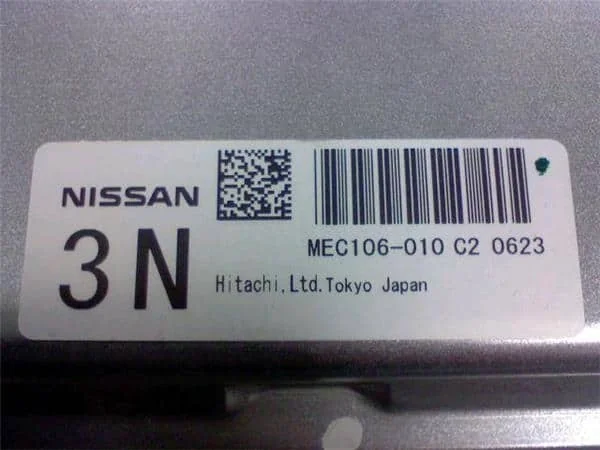 NISSAN
3N
MEC106-010 C2 0623
Hitachi,Ltd.Tokyo Japan